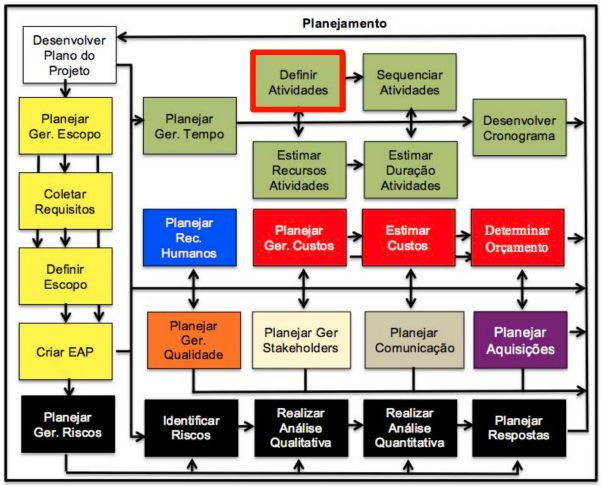 Planejamento
Desenvolver
Plano do
Projeto
Definir
Atividades
Sequenciar
Atividades
Planejar
Ger. Escopo
Planejar
Ger. Tempo
Desenvolver
Cronograma
Estimar
Recursos
Atividades
Estimar
Duração
Atividades
Coletar
Requisitos
Planejar
Rec.
Humanos
Planejar
Ger. Custos
Estimar
Custos
Determinar
Orçamento
Definir
Escopo
Criar EAP
Planejar
Ger.
Qualidade
Planejar Ger
Stakeholders
Planejar
Comunicação
Planejar
Aquisições
Planejar
Ger. Riscos
Identificar
Riscos
Realizar
Análise
Qualitativa
Realizar
Análise
Quantitativa
Planejar
Respostas